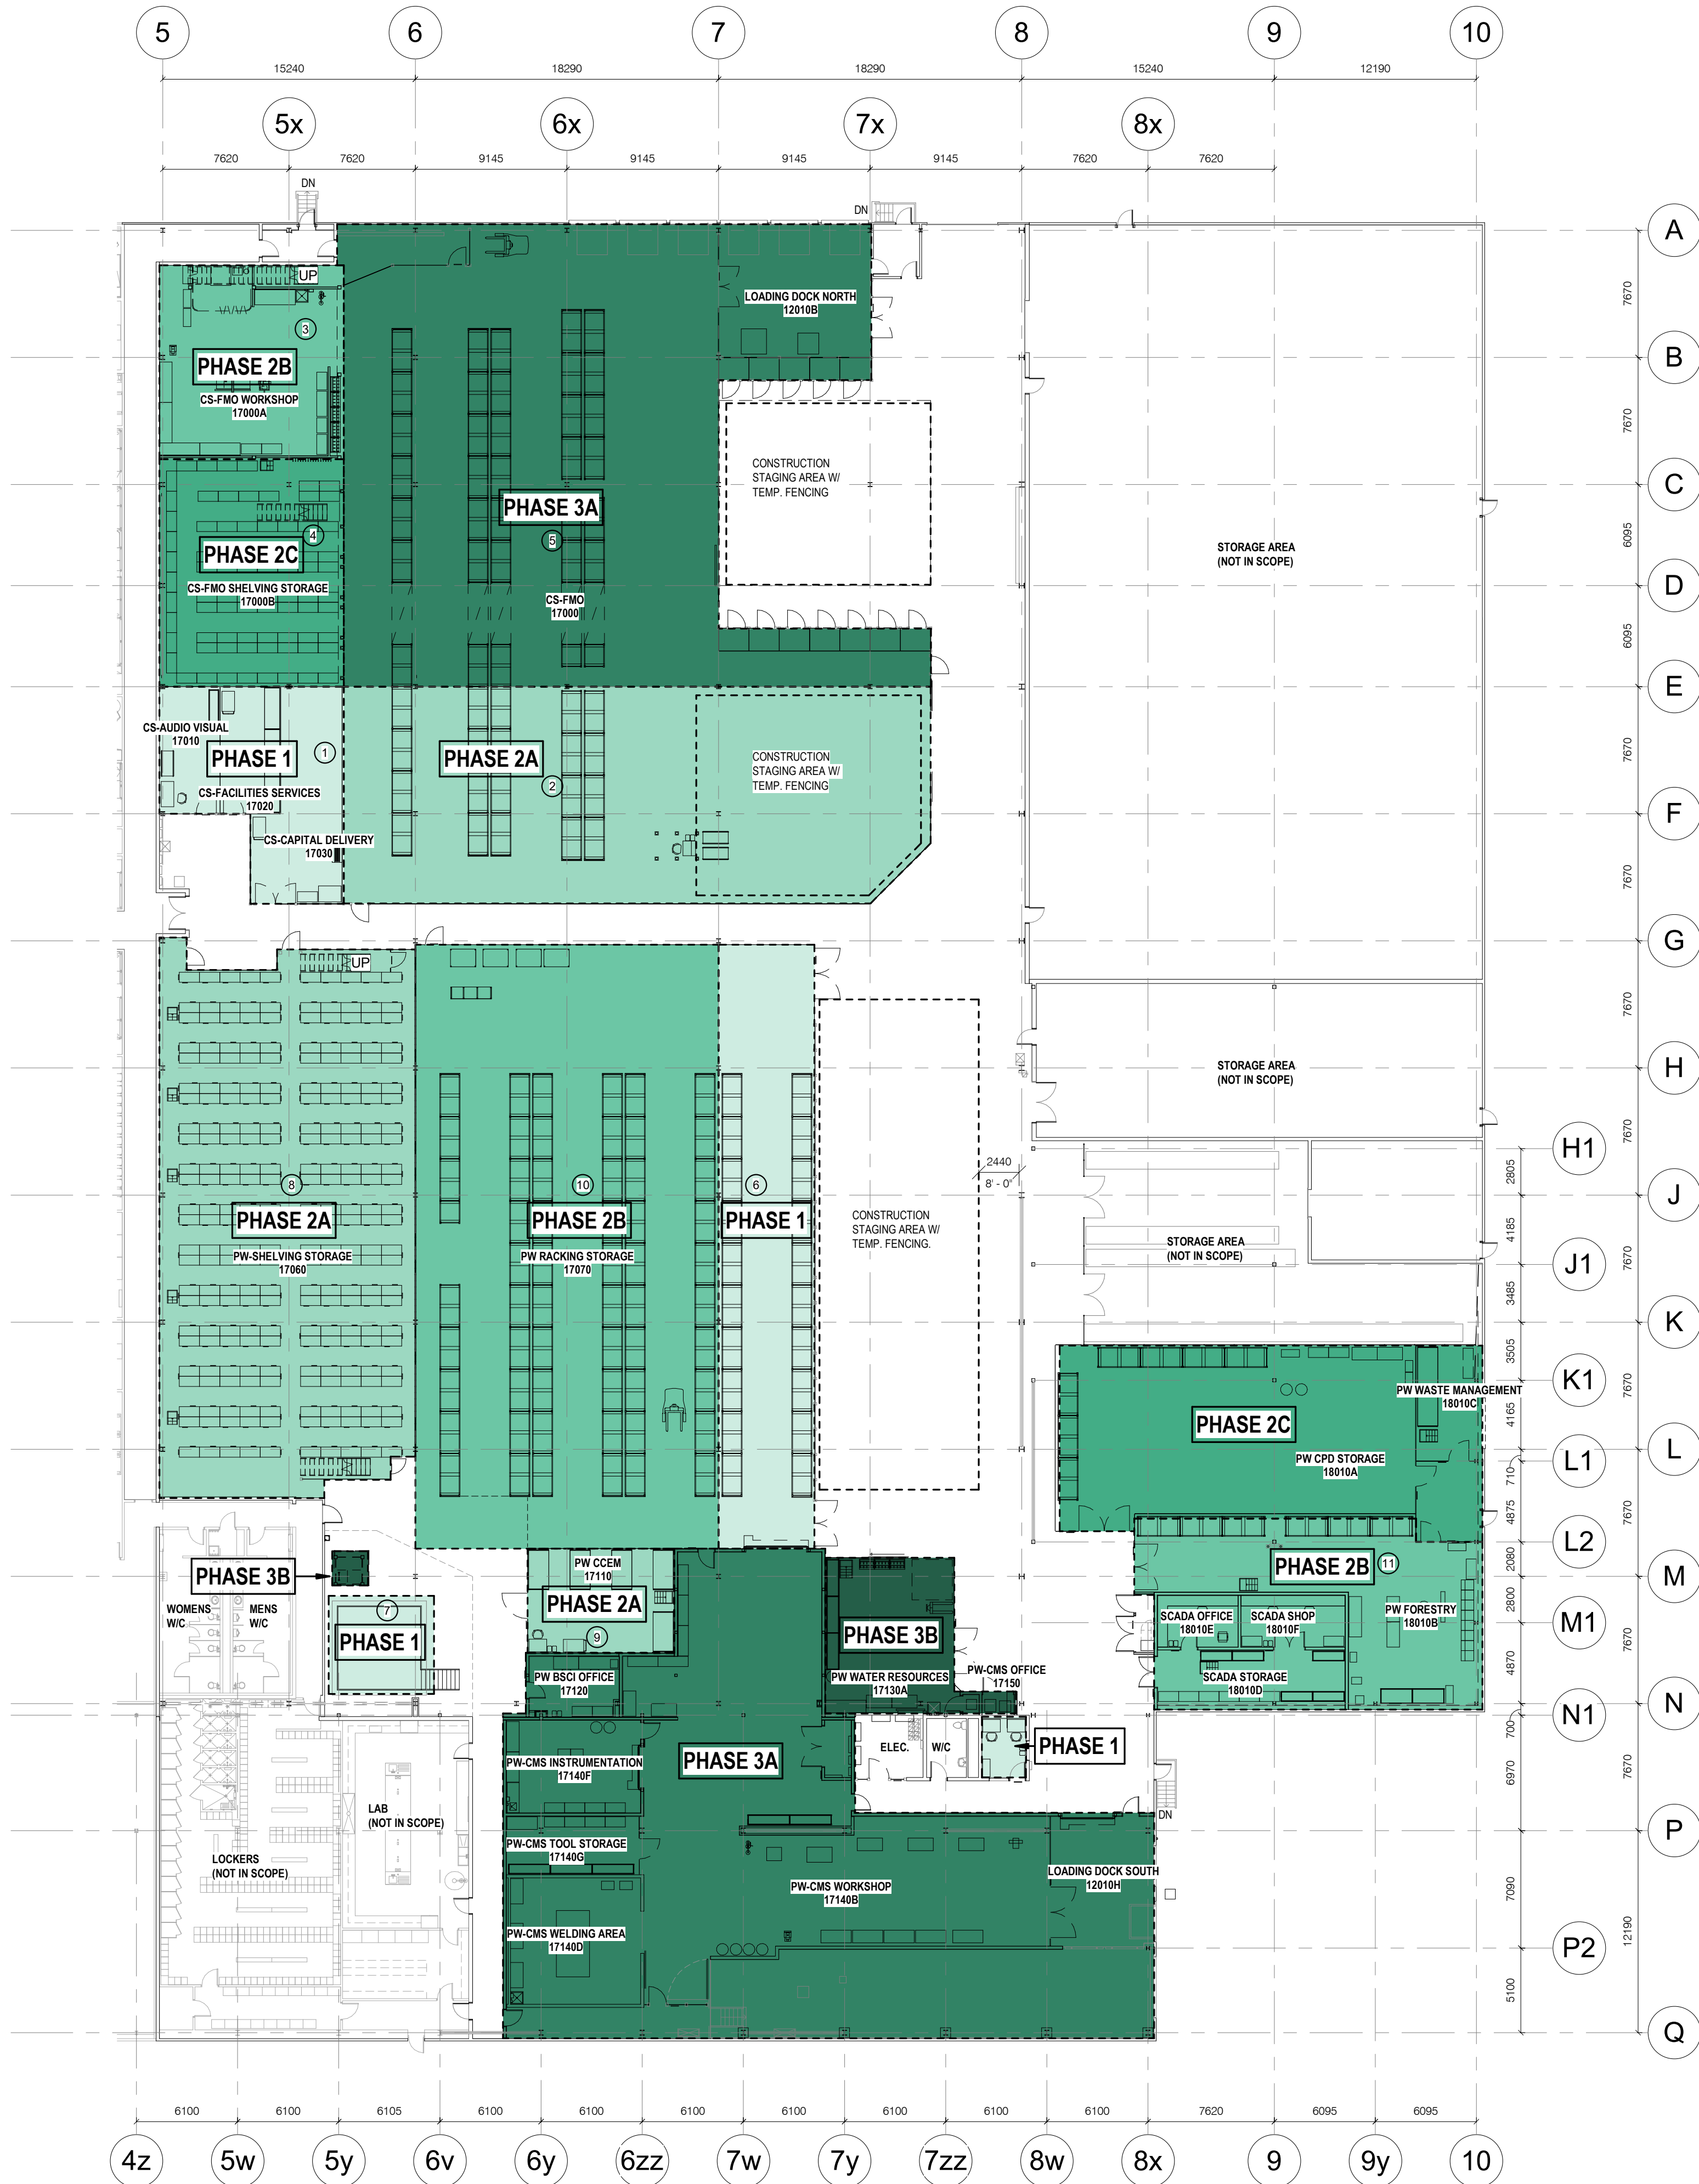 5
6
7
8
9
10
15240
18290
18290
15240
12190
5x
6x
7x
8x
7620
7620
9145
9145
9145
9145
7620
7620
DN
DN
A
7670
UP
LOADING DOCK NORTH
12010B
3
PHASE 2B
B
CS-FMO WORKSHOP
17000A
7670
CONSTRUCTION
STAGING AREA W/
TEMP. FENCING
C
PHASE 3A
4
5
PHASE 2C
6095
STORAGE AREA
(NOT IN SCOPE)
CS-FMO SHELVING STORAGE
17000B
CS-FMO
17000
D
6095
E
CS-AUDIO VISUAL
17010
PHASE 1
1
PHASE 2A
2
CONSTRUCTION
STAGING AREA W/
TEMP. FENCING
7670
CS-FACILITIES SERVICES
17020
F
CS-CAPITAL DELIVERY
17030
7670
G
UP
7670
STORAGE AREA
(NOT IN SCOPE)
H
7670
H1
2440
8' - 0"
2805
8
10
6
J
PHASE 2A
PHASE 2B
PHASE 1
CONSTRUCTION
STAGING AREA W/
TEMP. FENCING.
4185
STORAGE AREA
(NOT IN SCOPE)
PW-SHELVING STORAGE
17060
PW RACKING STORAGE
17070
7670
J1
3485
K
3505
K1
PW WASTE MANAGEMENT
18010C
7670
4165
PHASE 2C
L
PW CPD STORAGE
18010A
L1
710
4875
7670
L2
2080
PHASE 3B
PW CCEM
17110
PHASE 2B
11
M
PHASE 2A
2800
WOMENS
W/C
MENS
W/C
7
PHASE 1
9
PHASE 3B
SCADA OFFICE
18010E
SCADA SHOP
18010F
PW FORESTRY
18010B
M1
7670
4870
PW BSCI OFFICE
17120
PW WATER RESOURCES
17130A
PW-CMS OFFICE
17150
SCADA STORAGE
18010D
N
N1
700
PHASE 3A
ELEC.
W/C
PHASE 1
PW-CMS INSTRUMENTATION
17140F
6970
7670
LAB
(NOT IN SCOPE)
DN
P
PW-CMS TOOL STORAGE
17140G
LOCKERS
(NOT IN SCOPE)
PW-CMS WORKSHOP
17140B
LOADING DOCK SOUTH
12010H
7090
PW-CMS WELDING AREA
17140D
12190
P2
5100
Q
6100
6100
6105
6100
6100
6100
6100
6100
6100
6100
7620
6095
6095
4z
5w
5y
6v
6y
6zz
7w
7y
7zz
8w
8x
9
9y
10